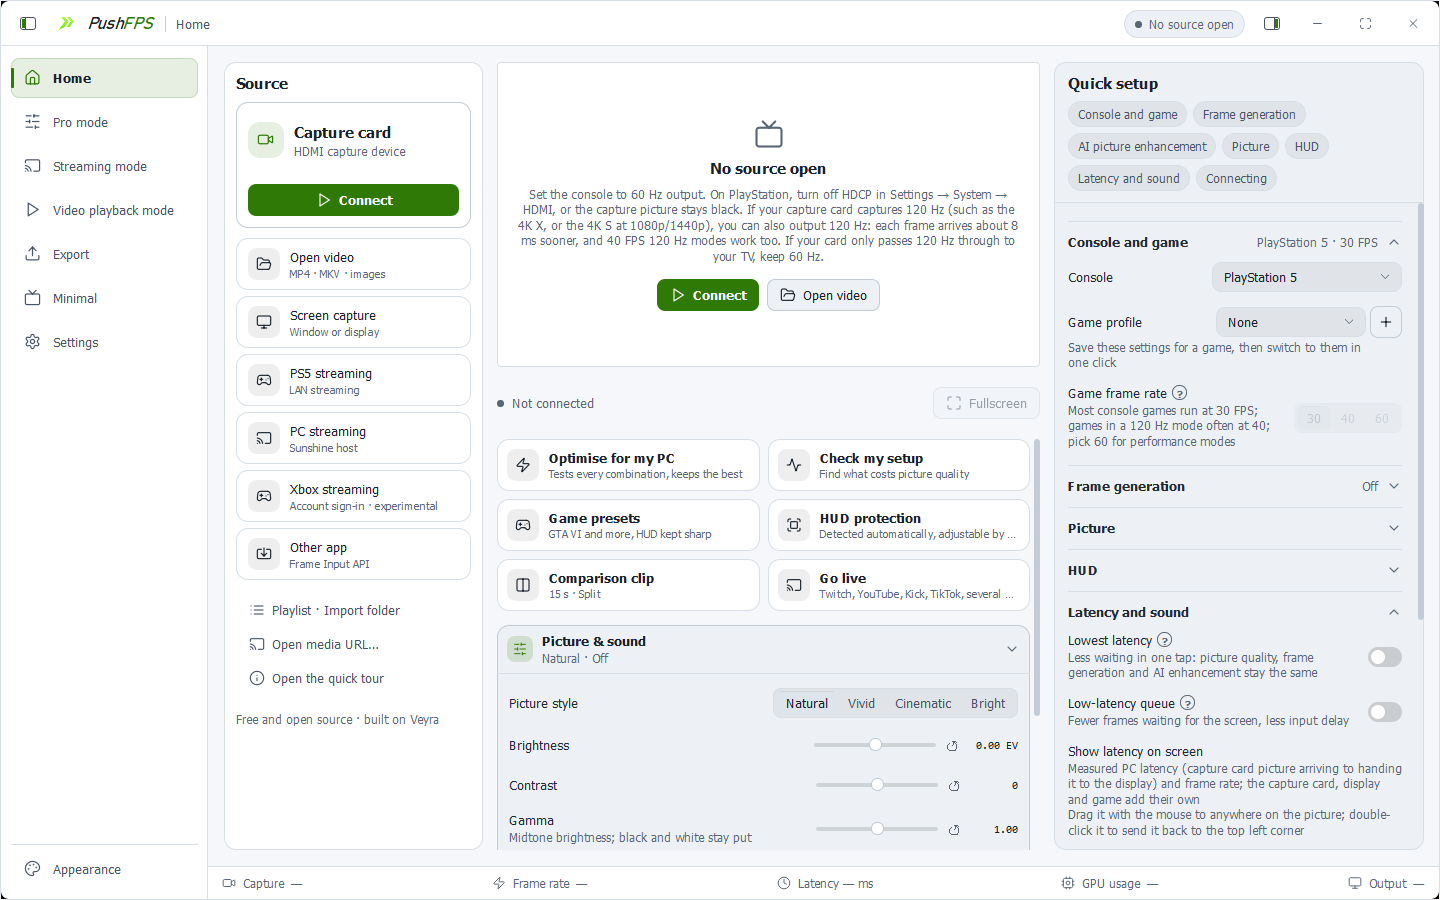 PushFPS
Home
No source open
Home
Pro mode
Screaming mode
Video playback mode
Export
Minimal
Settings
Appearance
Source
Capture card
HDMI capture device
Connect
Open video
MP4 · MKV · images
Screen capture
Window or display
PS5 streaming
LAN streaming
PC streaming
Sunshine host
Xbox streaming
Account sign-in · experimental
Other app
Frame Input API
Playlist · Import folder
Open media URL...
Open the quick tour
Free and open source · built on Veyra
No source open
Set the console to 60 Hz output. On PlayStation, turn off HDCP in Settings → System →
HDMI, or the capture picture stays black. If your capture card captures 120 Hz (such as the
4K X, or the 4K S at 1080p/1440p), you can also output 120 Hz: each frame arrives about 8
ms sooner, and 40 FPS 120 Hz modes work too. If your card only passes 120 Hz through to
your TV, keep 60 Hz.
Connect
Open video
Not connected
Fullscreen
Optimise for my PC
Tests every combination, keeps the best
Check my setup
Find what costs picture quality
Game presets
GTA VI and more, HUD kept sharp
HUD protection
Detected automatically, adjustable by ...
Comparison clip
15 s · Split
Go live
Twitch, YouTube, Kick, TikTok, several ...
Picture & sound
Natural · Off
Picture style
Natural
Vivid
Cinematic
Bright
Brightness
0.00 EV
Contrast
0
Gamma
Midtone brightness; black and white stay put
1.00
Quick setup
Console and game
Frame generation
AI picture enhancement
Picture
HUD
Latency and sound
Connecting
Console and game
PlayStation 5 · 30 FPS
Console
PlayStation 5
Game profile
None
Save these settings for a game, then switch to them in
one click
Game frame rate ?
Most console games run at 30 FPS;
games in a 120 Hz mode often at 40;
pick 60 for performance modes
30
40
60
Frame generation
Off
Picture
HUD
Latency and sound
Lowest latency ?
Less waiting in one tap: picture quality, frame
generation and AI enhancement stay the same
Low-latency queue ?
Fewer frames waiting for the screen, less input delay
Show latency on screen
Measured PC latency (capture card picture arriving to handing
it to the display) and frame rate; the capture card, display
and game add their own
Drag it with the mouse to anywhere on the picture; double-
click it to send it back to the top left corner
Capture —
Frame rate —
Latency — ms
GPU usage —
Output —